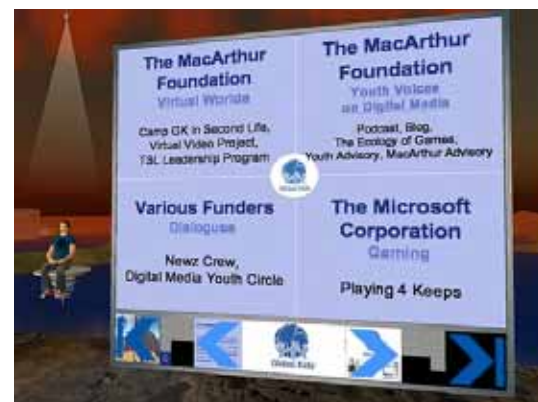 The MacArthur
Foundation
Virtual Worlds
Camp GK in Second Life,
Virtual Video Project,
TSL Leadership Program
The MacArthur
Foundation
Youth Voices
on Digital Media
Podcast, Blog,
The Ecology of Games,
Youth Advisory, MacArthur Advisory
Various Funders
Dialogues
Newz Crew,
Digital Media Youth Circle
The Microsoft
Corporation
Gaming
Playing 4 Keeps
Global Kids